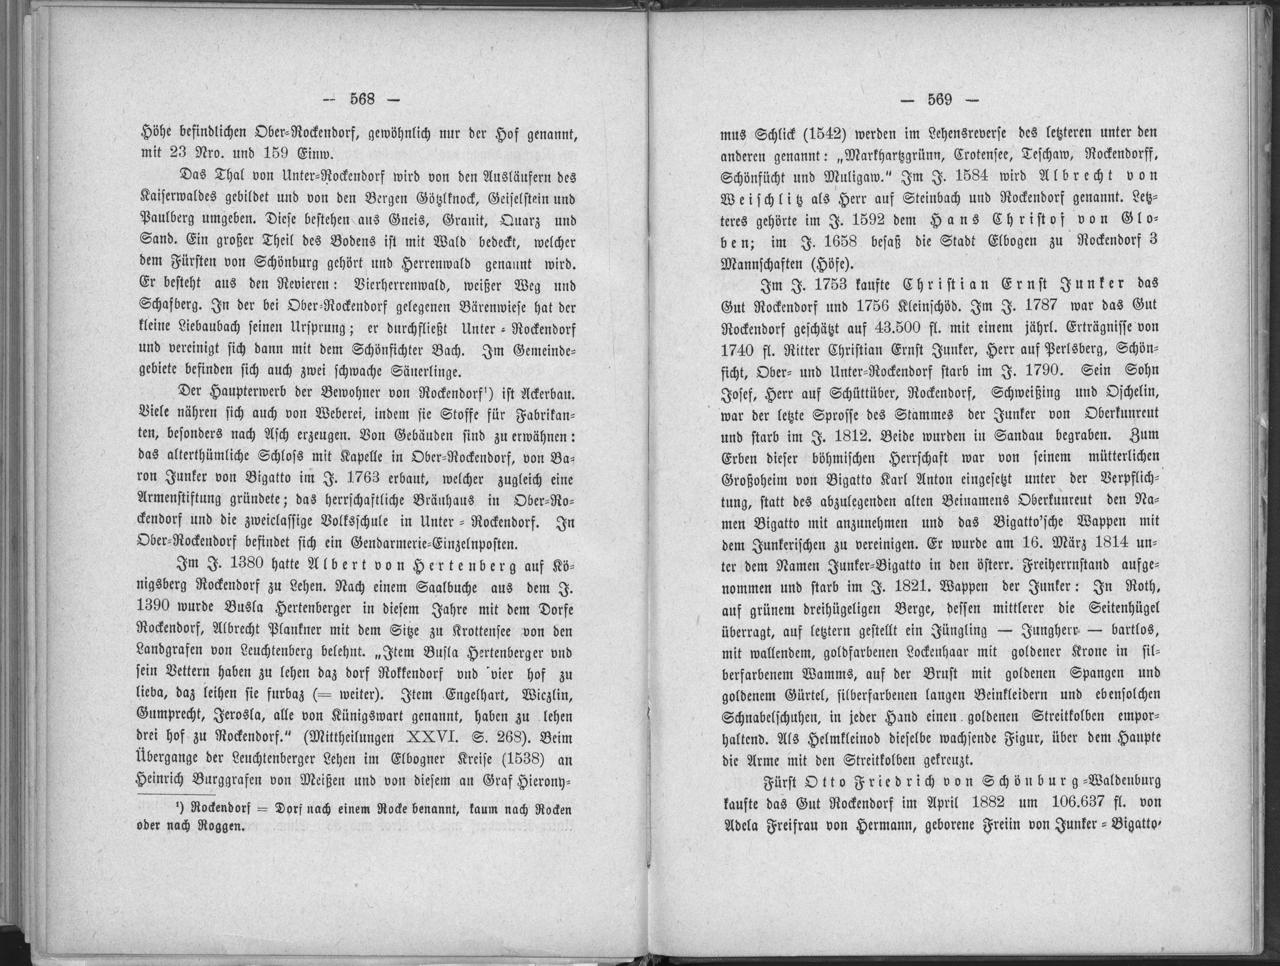 — 568 —
Höhe befindlichen Ober-Rockendorf, gewöhnlich nur der Hof genannt,
mit 23 Nro. und 159 Einw.
Das Thal von Unter-Rockendorf wird von den Ausläufern des
Kaiserwaldes gebildet und von den Bergen Götzlknock, Geiselstein und
Paulberg umgeben. Diese bestehen aus Gneis, Granit, Quarz und
Sand. Ein großer Theil des Bodens ist mit Wald bedeckt, welcher
dem Fürsten von Schönburg gehört und Herrenwald genannt wird.
Er besteht aus den Revieren: Vierherrenwald, weißer Weg und
Schafberg. In der bei Ober-Rockendorf gelegenen Bärenwiese hat der
kleine Liebaubach seinen Ursprung; er durchfließt Unter-Rockendorf
und vereinigt sich dann mit dem Schönfichter Bach. Im Gemeinde-
gebiete befinden sich auch zwei schwache Säuerlinge.
Der Haupterwerb der Bewohner von Rockendorf¹) ist Ackerbau.
Viele nähren sich auch von Weberei, indem sie Stoffe für Fabrikan-
ten, besonders nach Asch erzeugen. Von Gebäuden sind zu erwähnen:
das alterthümliche Schloss mit Kapelle in Ober-Rockendorf, von Ba-
ron Junker von Bigatto im J. 1763 erbaut, welcher zugleich eine
Armenstiftung gründete; das herrschaftliche Bräuhaus in Ober-Ro-
ckendorf und die zweiclassige Volksschule in Unter-Rockendorf. In
Ober-Rockendorf befindet sich ein Gendarmerie-Einzelnposten.
Im J. 1380 hatte Albert von Hertenberg auf Kö-
nigsberg Rockendorf zu Lehen. Nach einem Saalbuche aus dem J.
1390 wurde Busla Hertenberger in diesem Jahre mit dem Dorfe
Rockendorf, Albrecht Plankner mit dem Sitze zu Krottensee von den
Landgrafen von Leuchtenberg belehnt. „Item Busla Hertenberger vnd
sein Vettern haben zu lehen daz dorf Rokkendorf vnd vier hof zu
lieba, daz leihen sie furbaz (= weiter). Item Engelhart, Wiczlin,
Gumprecht, Jerosla, alle von Künigswart genannt, haben zu lehen
drei hof zu Rockendorf." (Mittheilungen XXVI. S. 268). Beim
Übergange der Leuchtenberger Lehen im Elbogner Kreise (1538) an
Heinrich Burggrafen von Meißen und von diesem an Graf Hierony-
¹) Rockendorf = Dorf nach einem Rocke benannt, kaum nach Rocken
oder nach Roggen.
— 569 —
mus Schlick (1542) werden im Lehensreverse des letzteren unter den
anderen genannt: „Markhartzgrünn, Crotensee, Teschaw, Rockendorff,
Schönfücht und Muligaw." Im J. 1584 wird Albrecht von
Weischlitz als Herr auf Steinbach und Rockendorf genannt. Letz-
teres gehörte im J. 1592 dem Hans Christof von Glo-
ben; im J. 1658 besaß die Stadt Elbogen zu Rockendorf 3
Mannschaften (Höfe).
Im J. 1753 kaufte Christian Ernst Junker das
Gut Rockendorf und 1756 Kleinschöd. Im J. 1787 war das Gut
Rockendorf geschätzt auf 43.500 fl. mit einem jährl. Erträgnisse von
1740 fl. Ritter Christian Ernst Junker, Herr auf Perlsberg, Schön-
ficht, Ober- und Unter-Rockendorf starb im J. 1790. Sein Sohn
Josef, Herr auf Schüttüber, Rockendorf, Schweißing und Oschelin,
war der letzte Sprosse des Stammes der Junker von Oberkunreut
und starb im J. 1812. Beide wurden in Sandau begraben. Zum
Erben dieser böhmischen Herrschaft war von seinem mütterlichen
Großoheim von Bigatto Karl Anton eingesetzt unter der Verpflich-
tung, statt des abzulegenden alten Beinamens Oberkunreut den Na-
men Bigatto mit anzunehmen und das Bigatto'sche Wappen mit
dem Junkerischen zu vereinigen. Er wurde am 16. März 1814 un-
ter dem Namen Junker-Bigatto in den österr. Freiherrnstand aufge-
nommen und starb im J. 1821. Wappen der Junker: In Roth,
auf grünem dreihügeligen Berge, dessen mittlerer die Seitenhügel
überragt, auf letztern gestellt ein Jüngling — Jungherr — bartlos,
mit wallendem, goldfarbenen Lockenhaar mit goldener Krone in sil-
berfarbenem Wamms, auf der Brust mit goldenen Spangen und
goldenem Gürtel, silberfarbenen langen Beinkleidern und ebensolchen
Schnabelschuhen, in jeder Hand einen goldenen Streitkolben empor-
haltend. Als Helmkleinod dieselbe wachsende Figur, über dem Haupte
die Arme mit den Streitkolben gekreuzt.
Fürst Otto Friedrich von Schönburg-Waldenburg
kaufte das Gut Rockendorf im April 1882 um 106.637 fl. von
Adela Freifrau von Hermann, geborene Freiin von Junker-Bigatto,